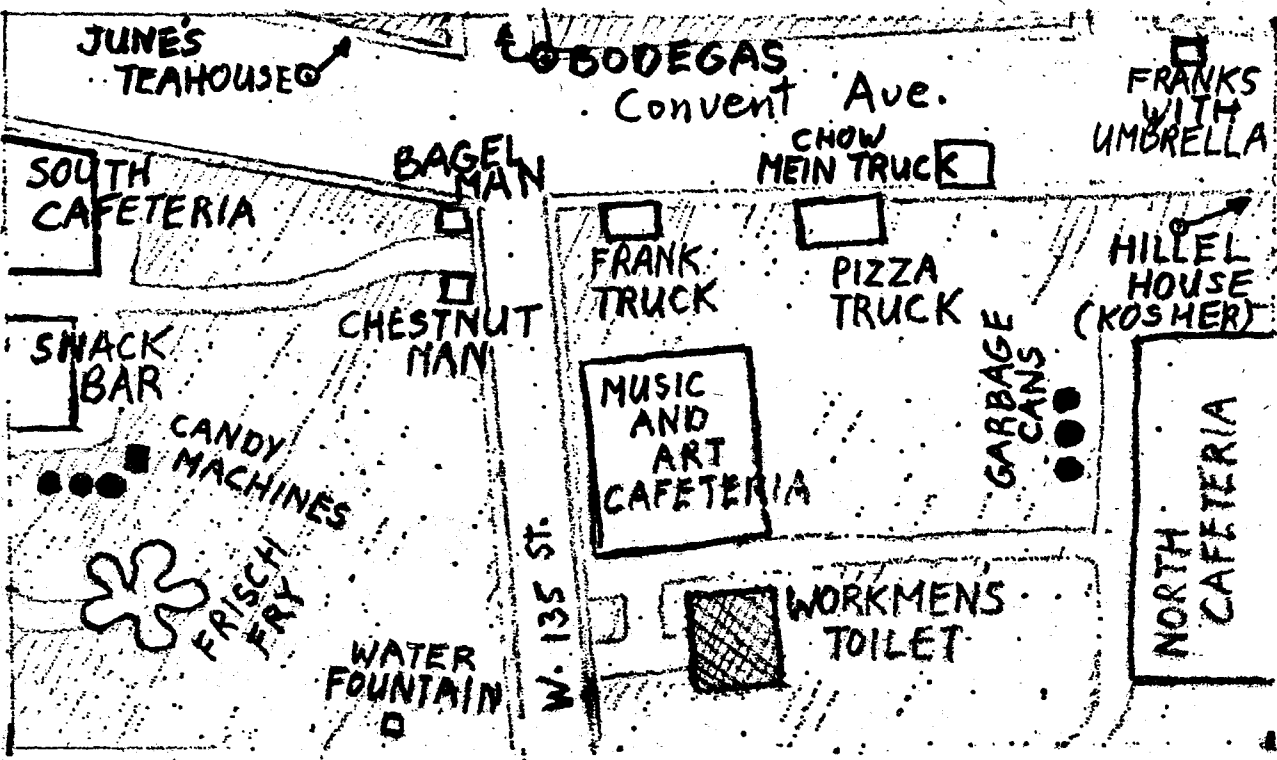 JUNE'S
TEAHOUSE
BODEGAS
Convent Ave.
FRANKS
WITH
UMBRELLA
CHOW
MEIN TRUCK
BAGEL
MAN
SOUTH
CAFETERIA
FRANK
TRUCK
PIZZA
TRUCK
HILLEL
HOUSE
(KOSHER)
CHESTNUT
MAN
SNACK
BAR
MUSIC
AND
ART
CAFETERIA
GARBAGE
CANS
CANDY
MACHINES
NORTH
CAFETERIA
FRISCH
FRY
W. 135 St.
WORKMENS
TOILET
WATER
FOUNTAIN